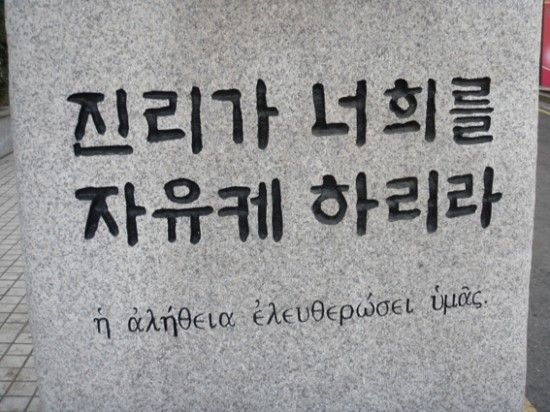 진리가 너희를
자유케 하리라
ἡ ἀλήθεια ἐλευθερώσει ὑμᾶς.